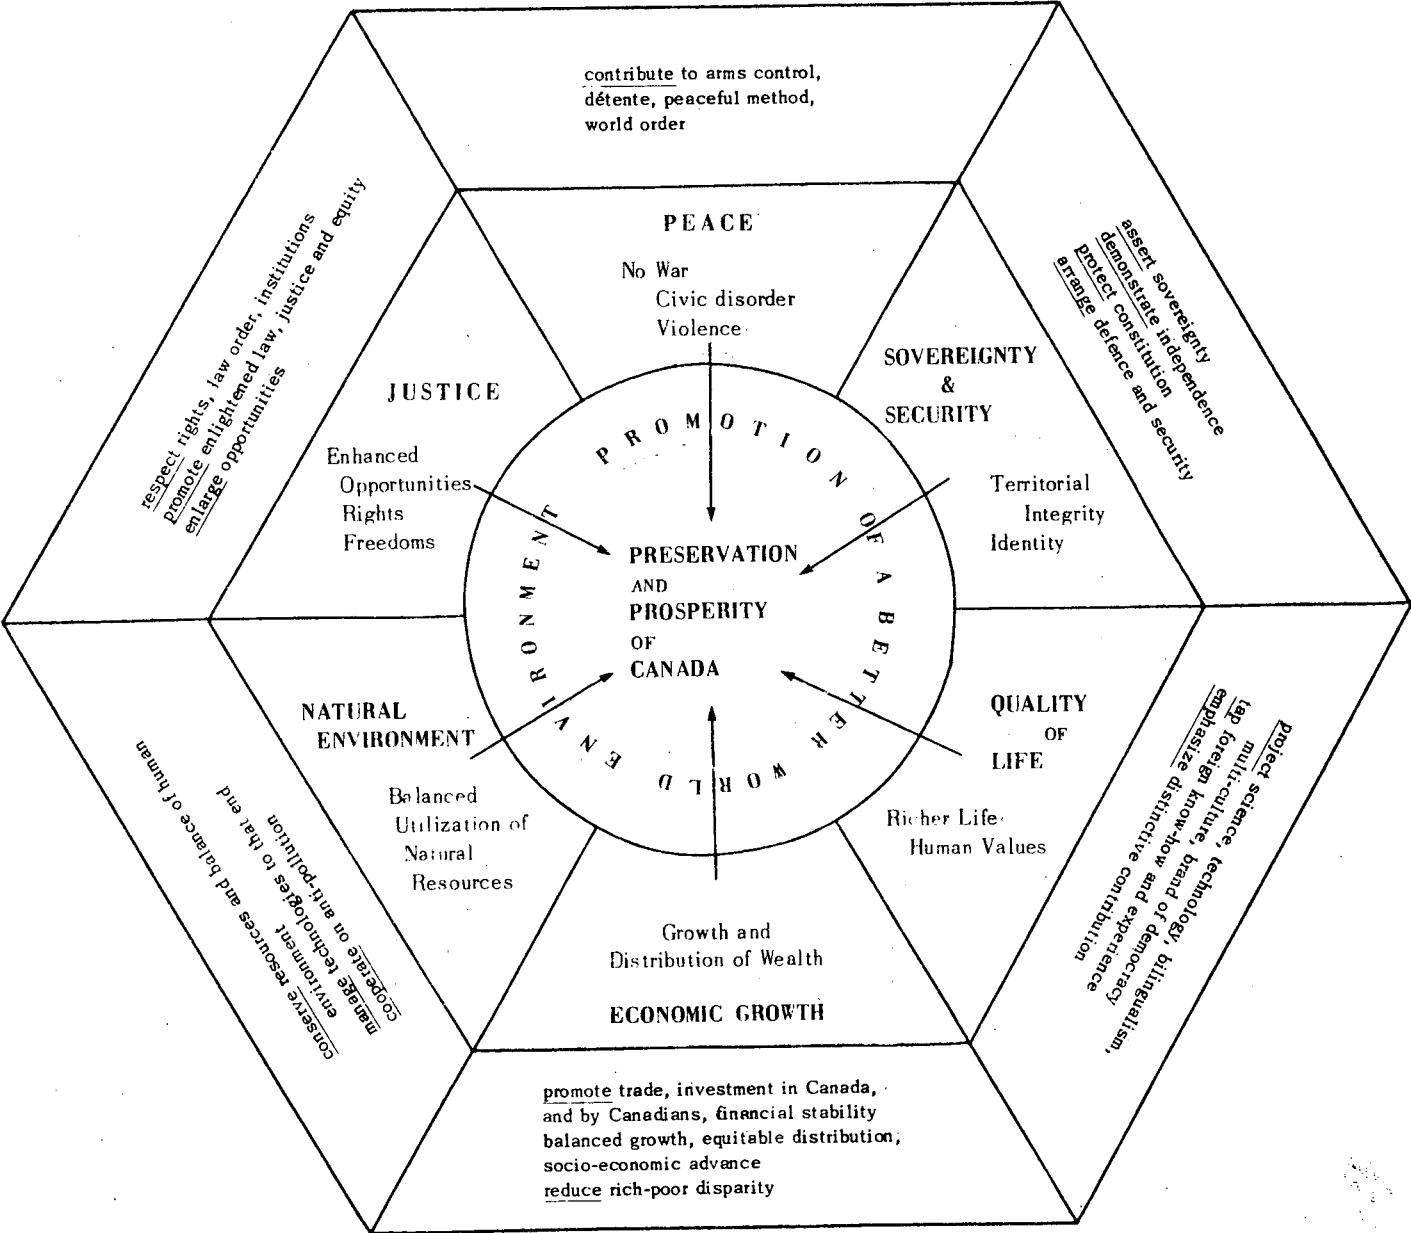 contribute to arms control,
détente, peaceful method,
world order
PEACE
No War
Civic disorder
Violence
assert sovereignty
demonstrate independence
protect constitution
arrange defence and security
SOVEREIGNTY
&
SECURITY
Territorial
Integrity
Identity
project science, technology, bilingualism,
multi-culture, brand of democracy
tap foreign know-how and experience
emphasize distinctive contribution
QUALITY
OF
LIFE
Richer Life
Human Values
Growth and
Distribution of Wealth
ECONOMIC GROWTH
promote trade, investment in Canada,
and by Canadians, financial stability
balanced growth, equitable distribution,
socio-economic advance
reduce rich-poor disparity
NATURAL
ENVIRONMENT
Balanced
Utilization of
Natural
Resources
conserve resources and balance of human
environment
manage technologies to that end
cooperate on anti-pollution
JUSTICE
Enhanced
Opportunities
Rights
Freedoms
respect rights, law order, institutions
promote enlightened law, justice and equity
enlarge opportunities
PROMOTION OF A BETTER WORLD ENVIRONMENT
PRESERVATION
AND
PROSPERITY
OF
CANADA